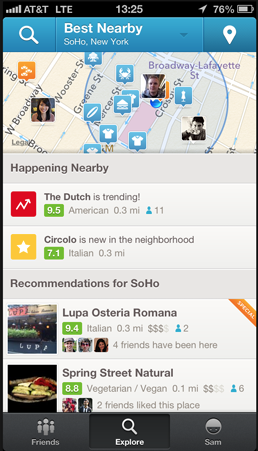 AT&T LTE 13:25 76%
Best Nearby
SoHo, New York
Broadway-Lafayette
St
Wooster St
Greene St
W Broadway
Legal
Happening Nearby
The Dutch is trending!
9.5 American 0.3 mi 11
Circolo is new in the neighborhood
7.1 Italian 0.3 mi
Recommendations for SoHo
SPECIAL
Lupa Osteria Romana
9.4 Italian 0.3 mi $$$$ 2
4 friends have been here
LUPA
Spring Street Natural
8.8 Vegetarian / Vegan 0.1 mi $$$$ 6
2 friends liked this place
Friends Explore Sam